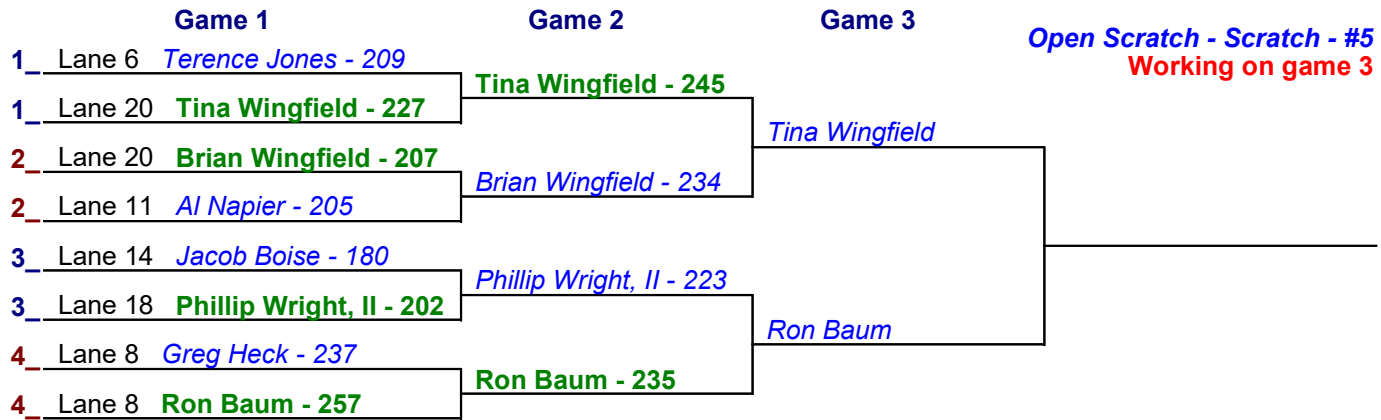 Game 1 Game 2 Game 3
Open Scratch - Scratch - #5
Working on game 3
1_ Lane 6 Terence Jones - 209
Tina Wingfield - 245
1_ Lane 20 Tina Wingfield - 227
Tina Wingfield
2_ Lane 20 Brian Wingfield - 207
Brian Wingfield - 234
2_ Lane 11 Al Napier - 205
3_ Lane 14 Jacob Boise - 180
Phillip Wright, II - 223
3_ Lane 18 Phillip Wright, II - 202
Ron Baum
4_ Lane 8 Greg Heck - 237
Ron Baum - 235
4_ Lane 8 Ron Baum - 257